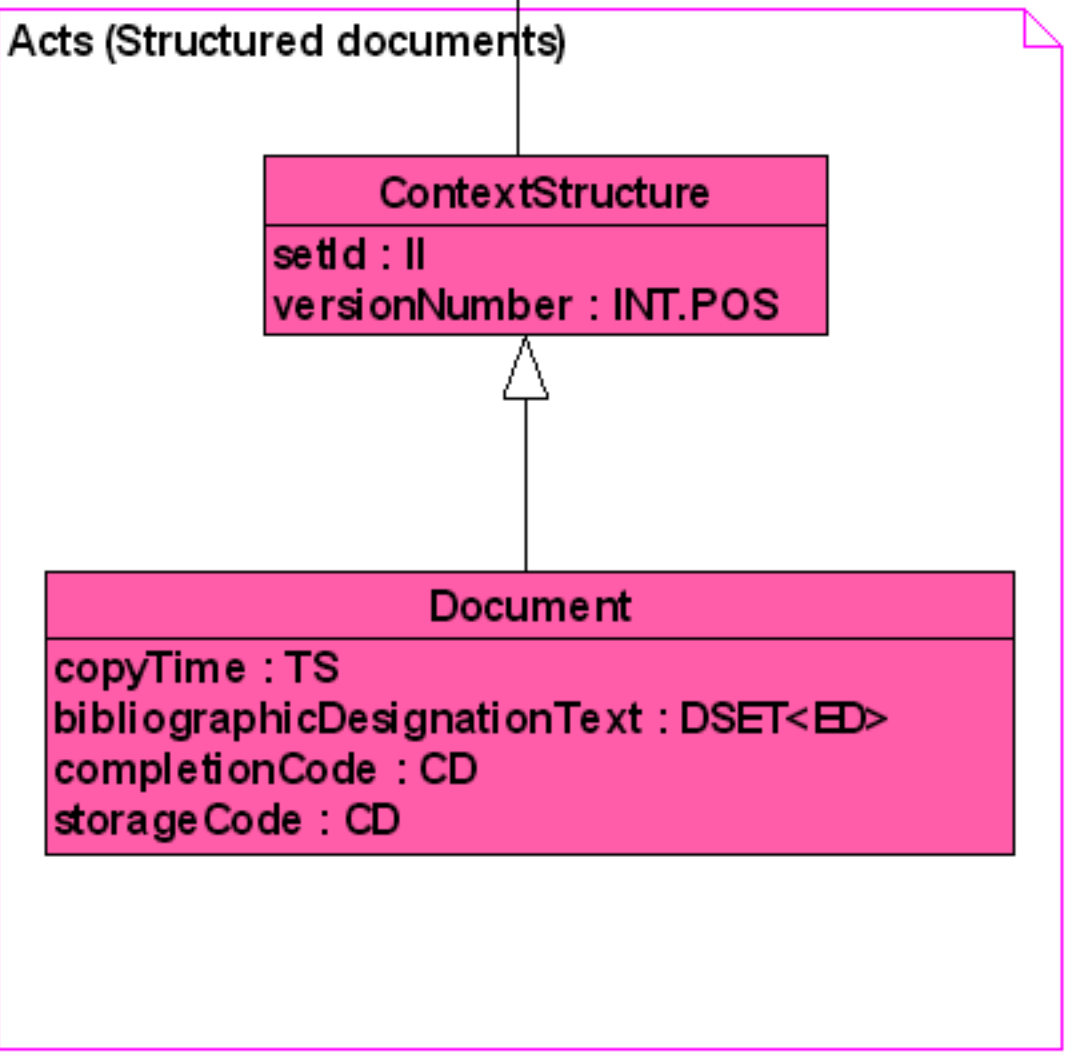 Acts (Structured documents)
ContextStructure
setId : II
versionNumber : INT.POS
Document
copyTime : TS
bibliographicDesignationText : DSET<ED>
completionCode : CD
storageCode : CD